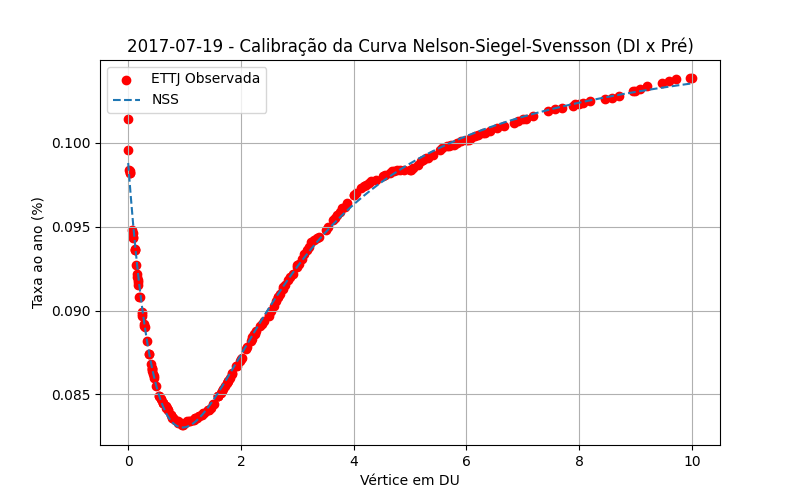 2017-07-19 - Calibração da Curva Nelson-Siegel-Svensson (DI x Pré)
ETTJ Observada
NSS
Taxa ao ano (%)
0.100
0.095
0.090
0.085
0 2 4 6 8 10
Vértice em DU